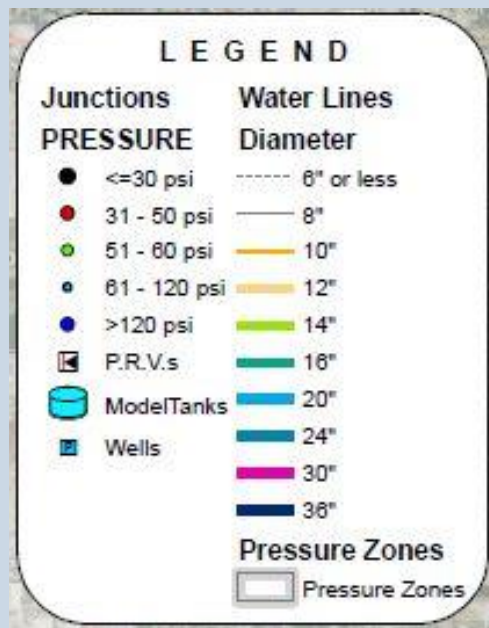 LEGEND
Junctions
PRESSURE
<=30 psi
31 - 50 psi
51 - 60 psi
61 - 120 psi
>120 psi
P.R.V.s
ModelTanks
P Wells
Water Lines
Diameter
6" or less
8"
10"
12"
14"
16"
20"
24"
30"
36"
Pressure Zones
Pressure Zones